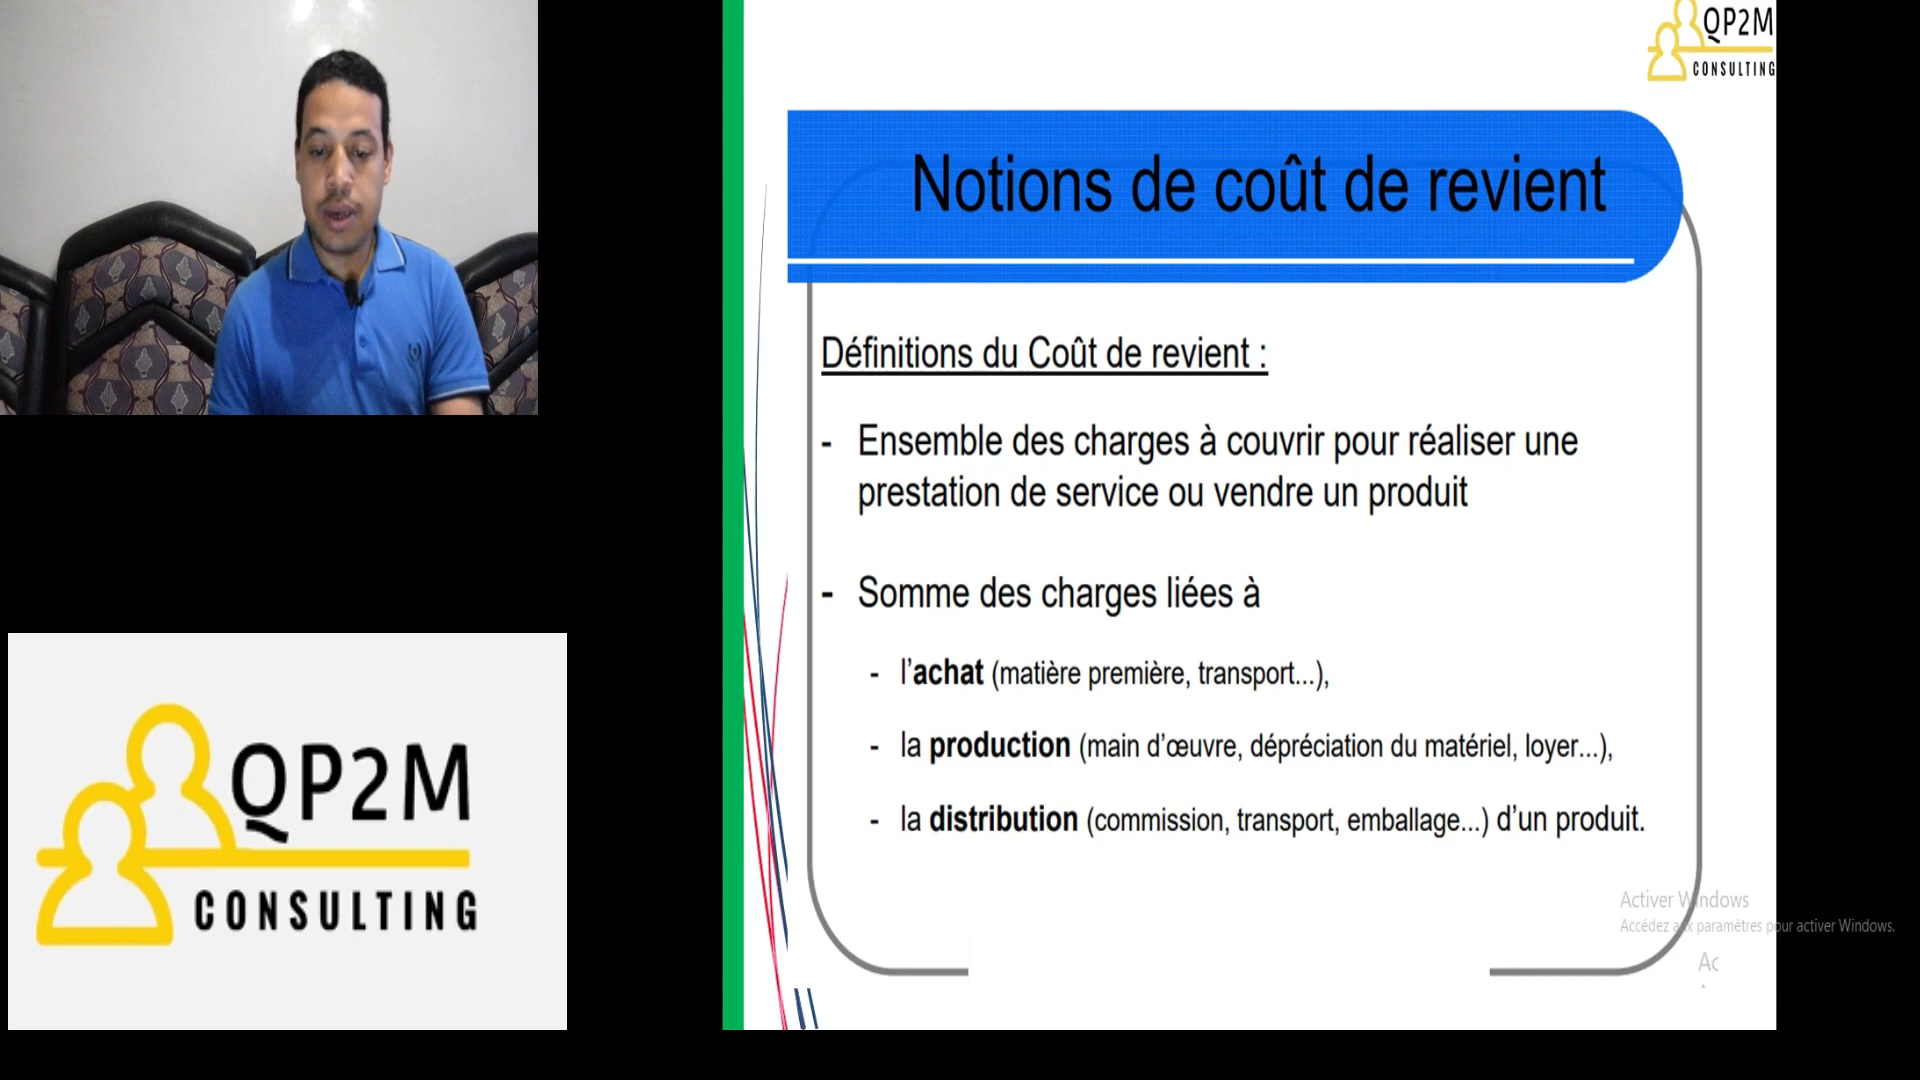 QP2M
CONSULTING
Notions de coût de revient
Définitions du Coût de revient :
- Ensemble des charges à couvrir pour réaliser une
prestation de service ou vendre un produit
- Somme des charges liées à
- l'achat (matière première, transport...),
- la production (main d'œuvre, dépréciation du matériel, loyer...),
- la distribution (commission, transport, emballage...) d'un produit.
Activer Windows
Accédez aux paramètres pour activer Windows.
Ac
QP2M
CONSULTING